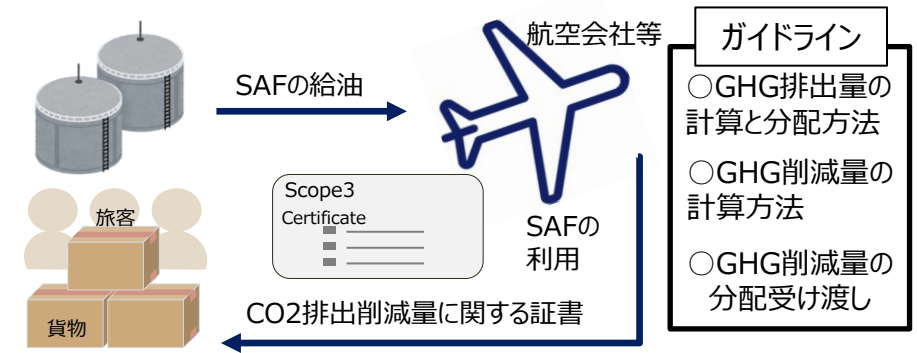 航空会社等
SAFの給油
Scope3
Certificate
旅客
貨物
SAFの
利用
CO2排出削減量に関する証書
ガイドライン
○GHG排出量の
計算と分配方法
○GHG削減量の
計算方法
○GHG削減量の
分配受け渡し